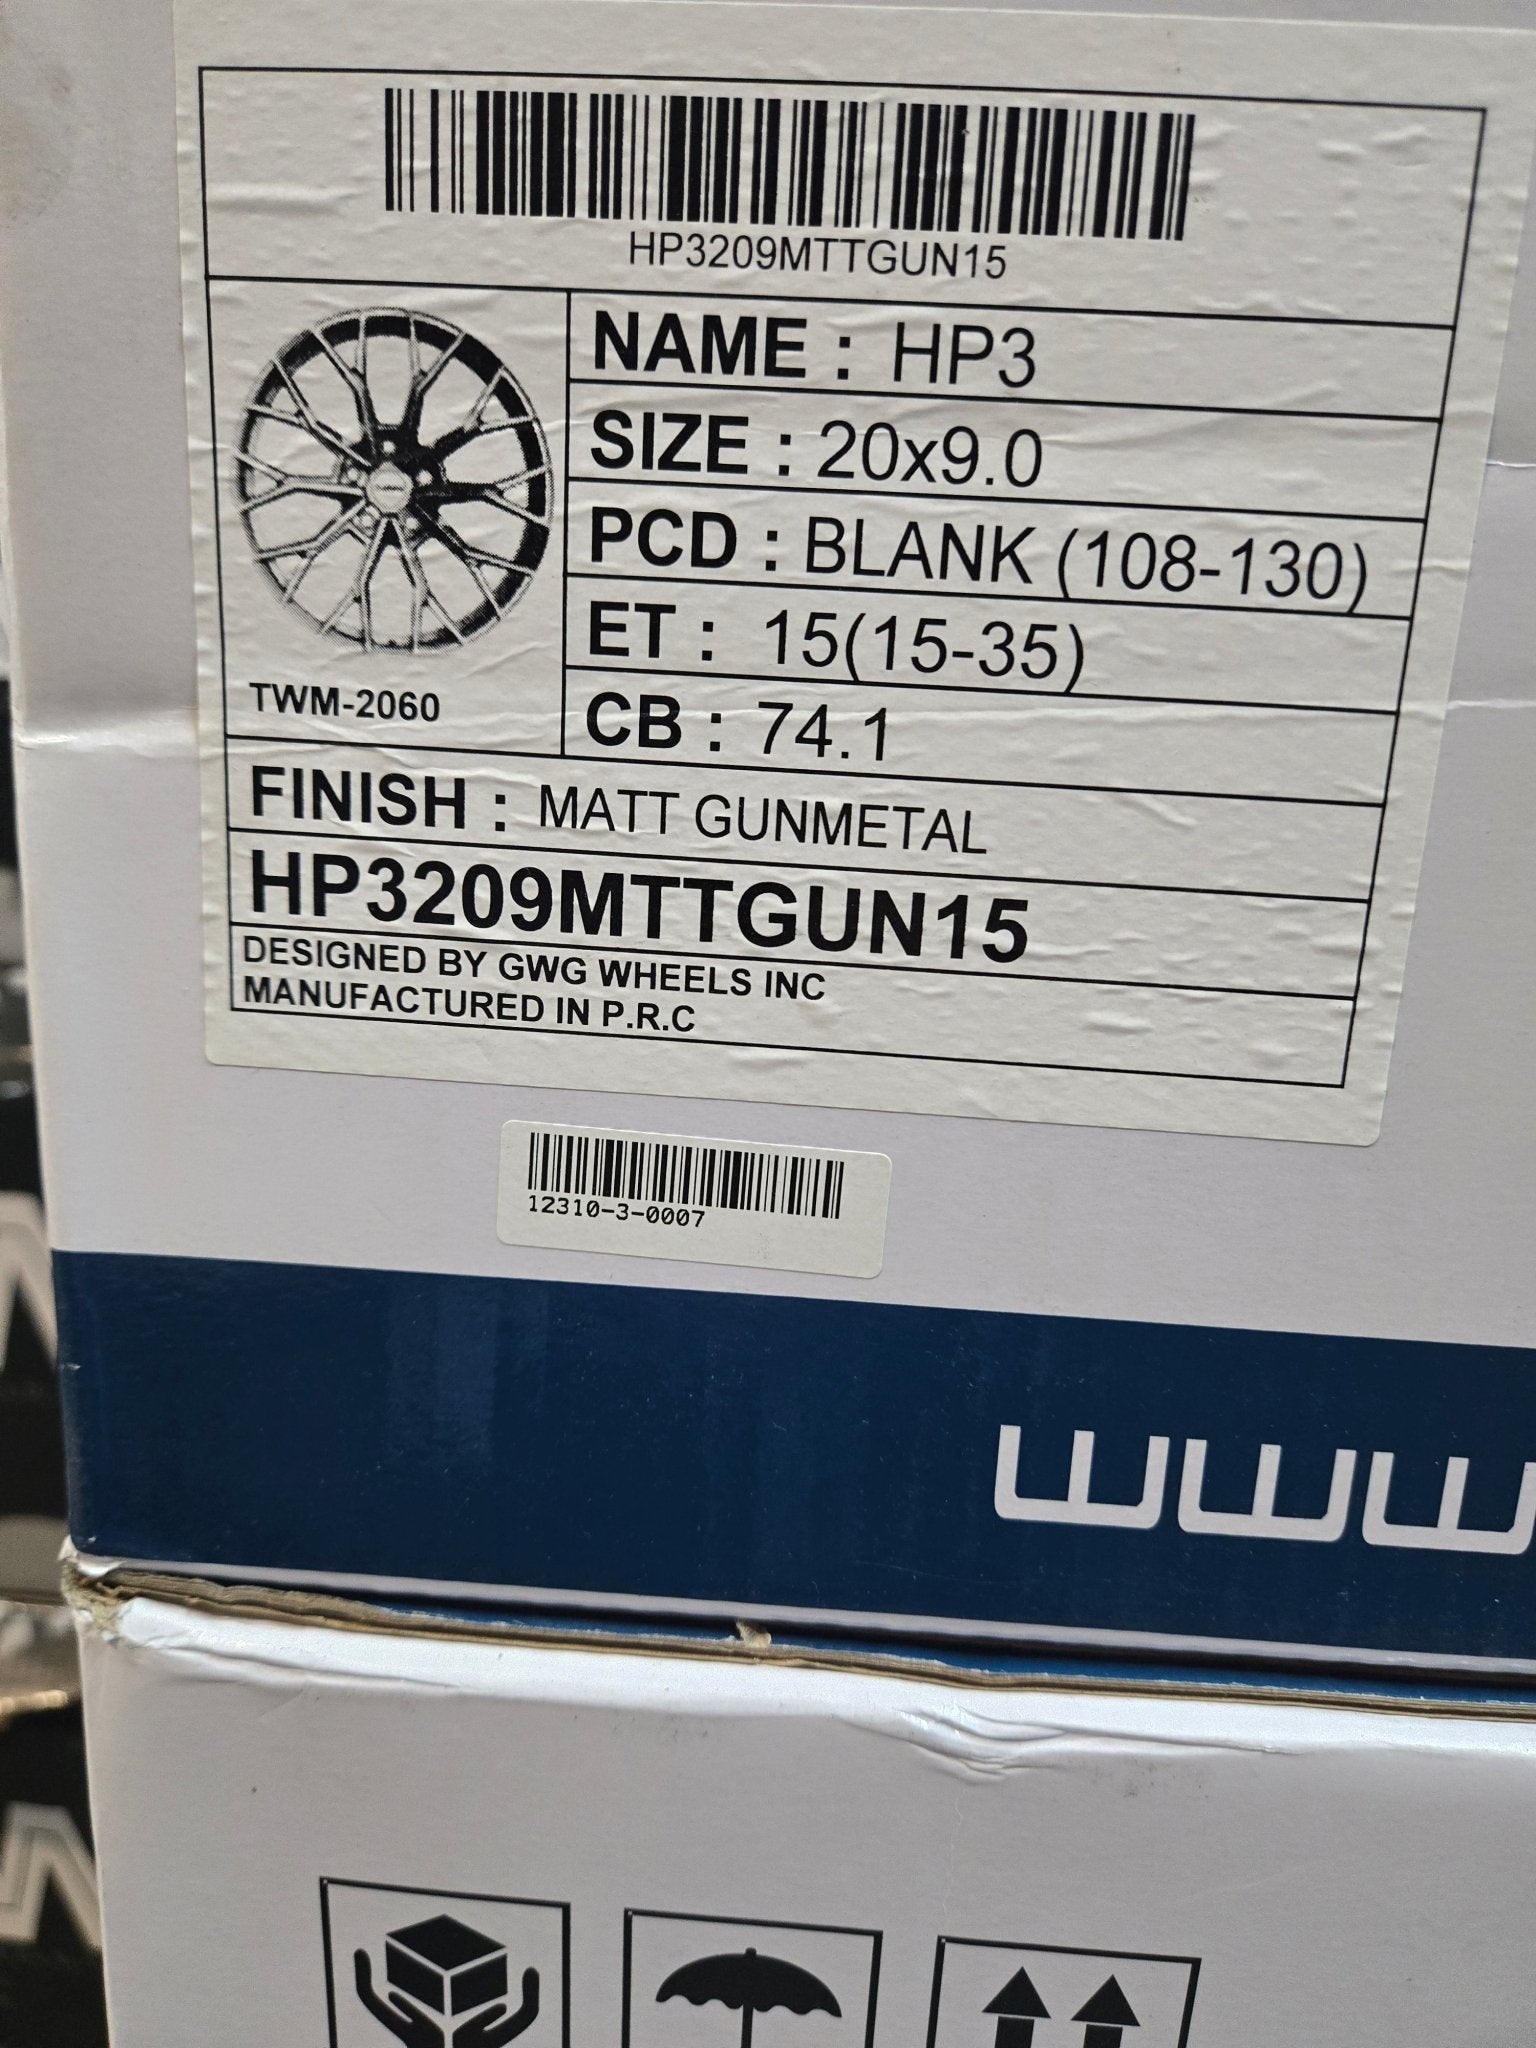 HP3209MTTGUN15
NAME : HP3
SIZE : 20x9.0
PCD : BLANK (108-130)
ET : 15(15-35)
CB : 74.1
TWM-2060
FINISH : MATT GUNMETAL
HP3209MTTGUN15
DESIGNED BY GWG WHEELS INC
MANUFACTURED IN P.R.C
12310-3-0007
www